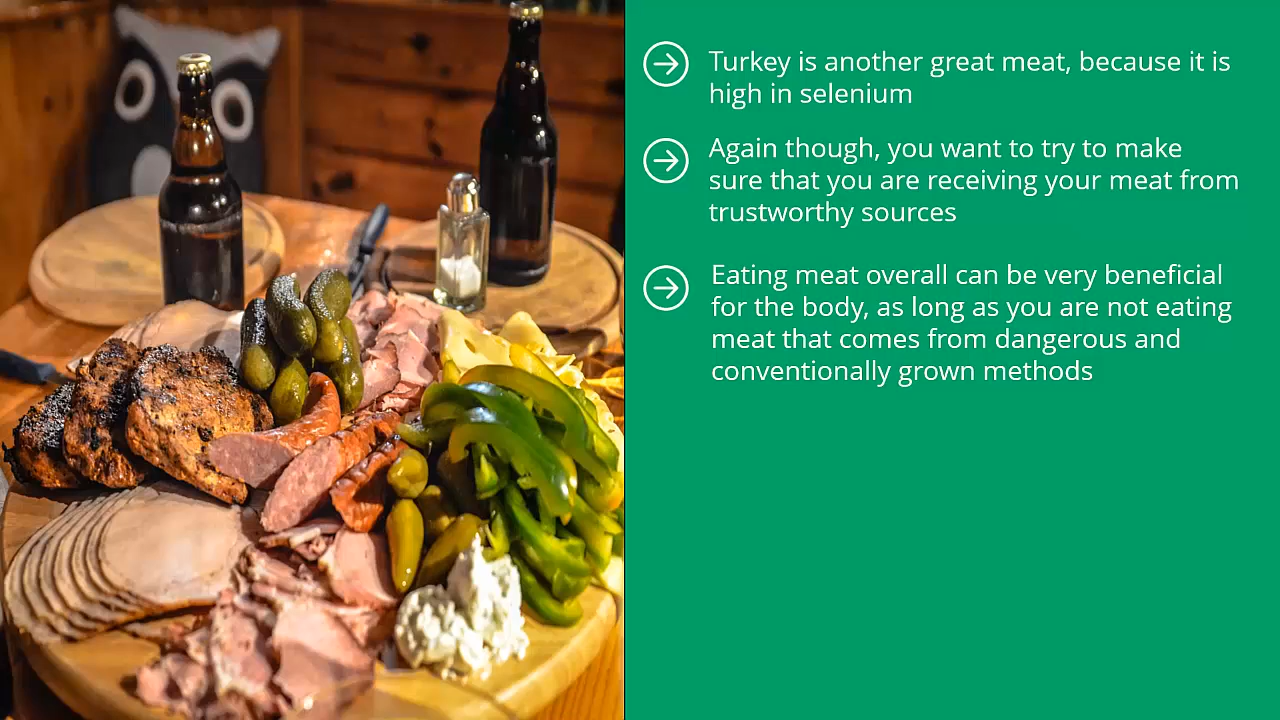 Turkey is another great meat, because it is
high in selenium
Again though, you want to try to make
sure that you are receiving your meat from
trustworthy sources
Eating meat overall can be very beneficial
for the body, as long as you are not eating
meat that comes from dangerous and
conventionally grown methods